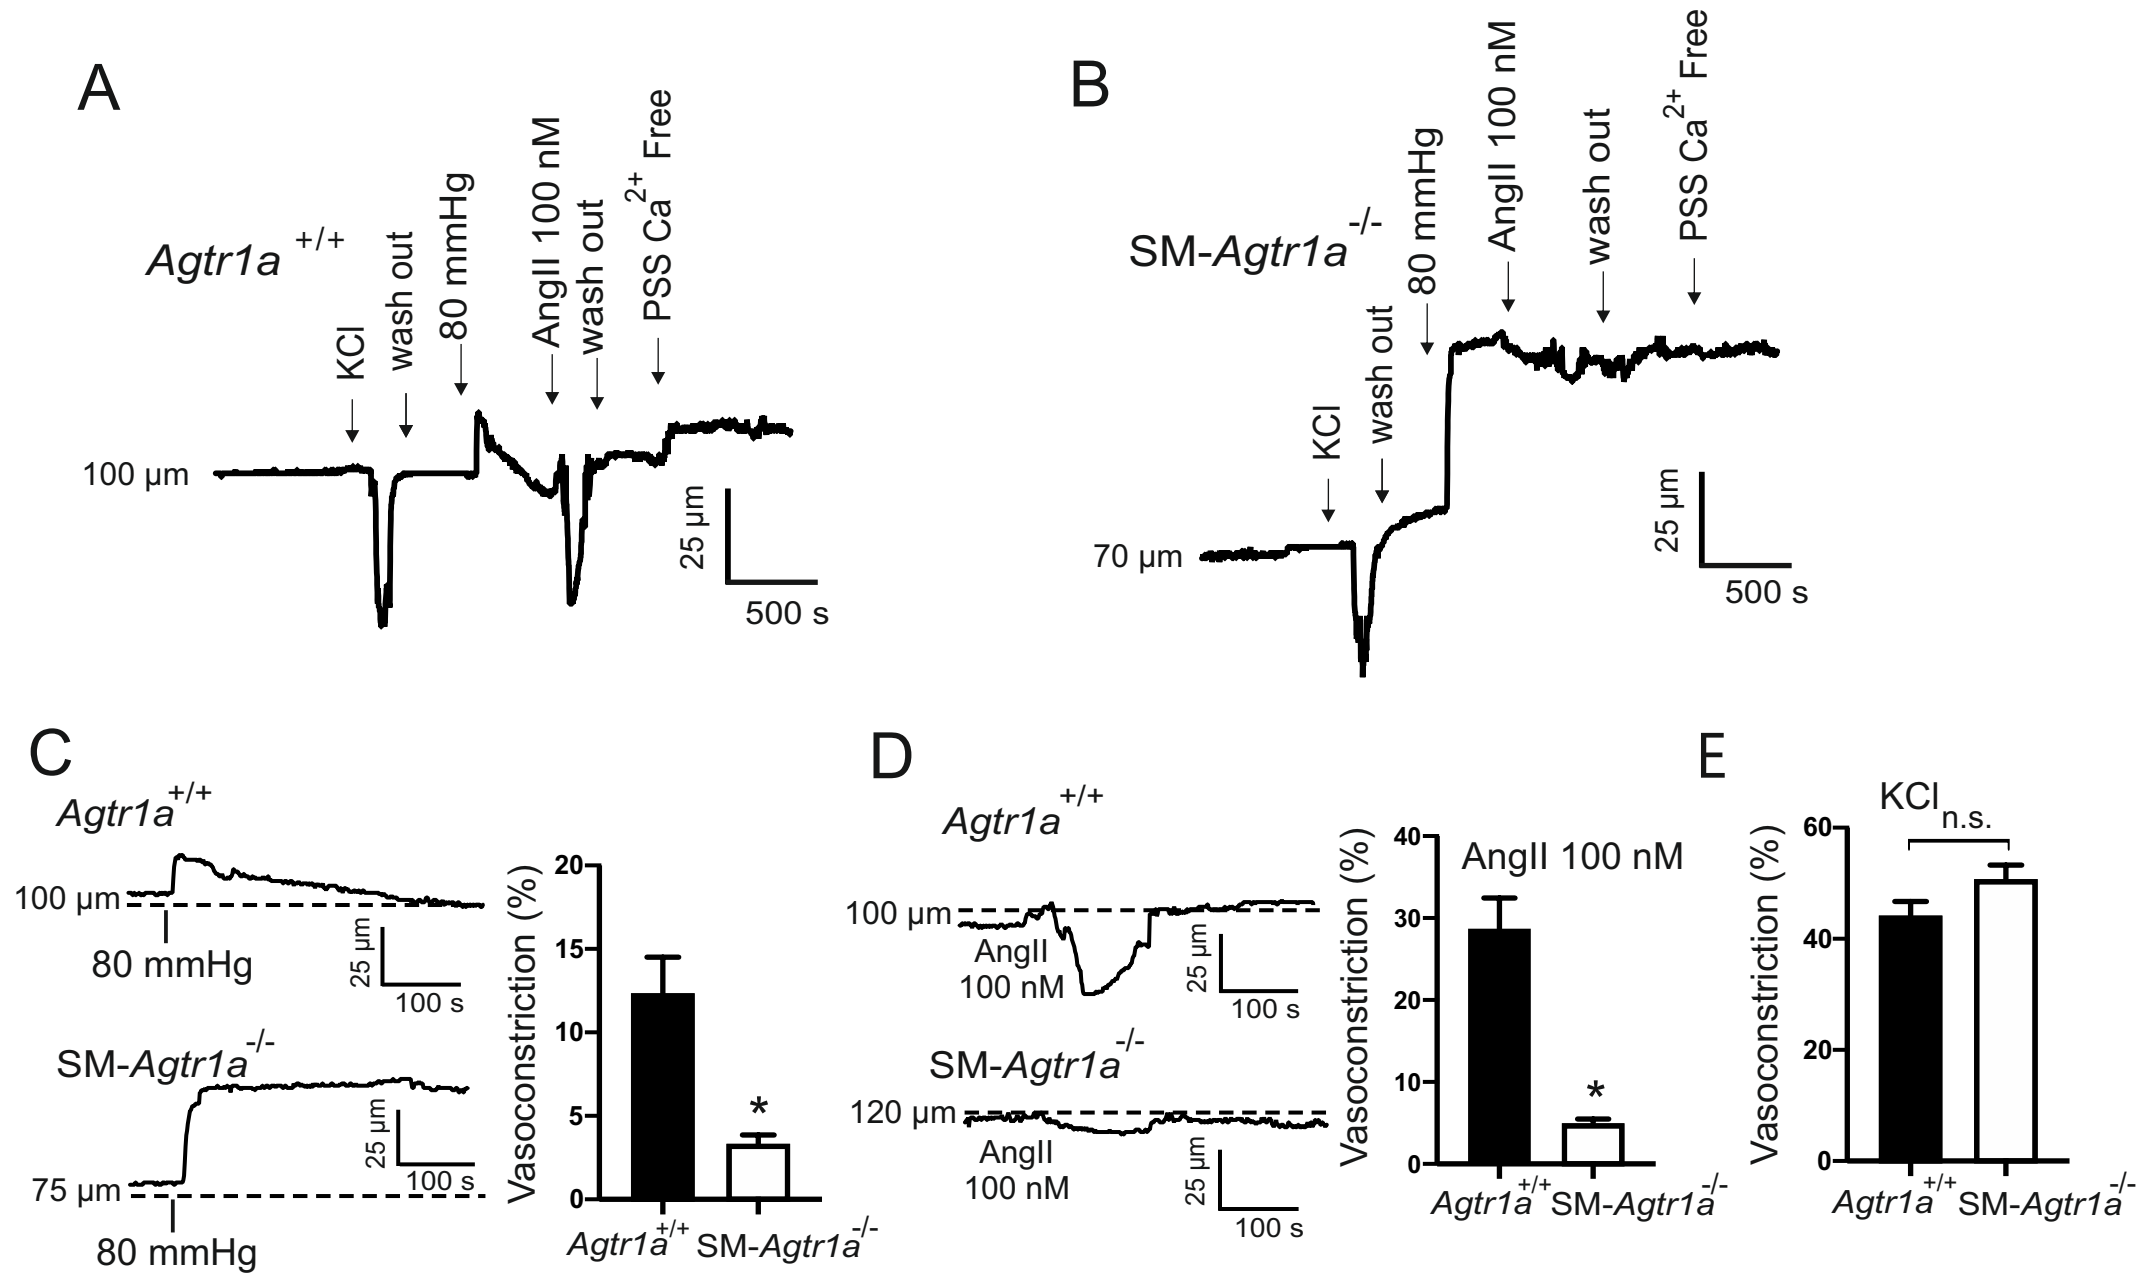 A
Agtr1a +/+
KCl
wash out
80 mmHg
AngII 100 nM
wash out
PSS Ca2+ Free
100 µm
25 µm
500 s
B
SM-Agtr1a -/-
KCl
wash out
80 mmHg
AngII 100 nM
wash out
PSS Ca2+ Free
70 µm
25 µm
500 s
C
Agtr1a+/+
100 µm
80 mmHg
25 µm
100 s
SM-Agtr1a-/-
75 µm
80 mmHg
25 µm
100 s
Vasoconstriction (%)
20
15
10
5
0
*
Agtr1a+/+ SM-Agtr1a-/-
D
Agtr1a+/+
100 µm
AngII
100 nM
25 µm
100 s
SM-Agtr1a-/-
120 µm
AngII
100 nM
25 µm
100 s
Vasoconstriction (%)
AngII 100 nM
40
30
20
10
0
*
Agtr1a+/+ SM-Agtr1a-/-
E
KCl
n.s.
Vasoconstriction (%)
60
40
20
0
Agtr1a+/+ SM-Agtr1a-/-